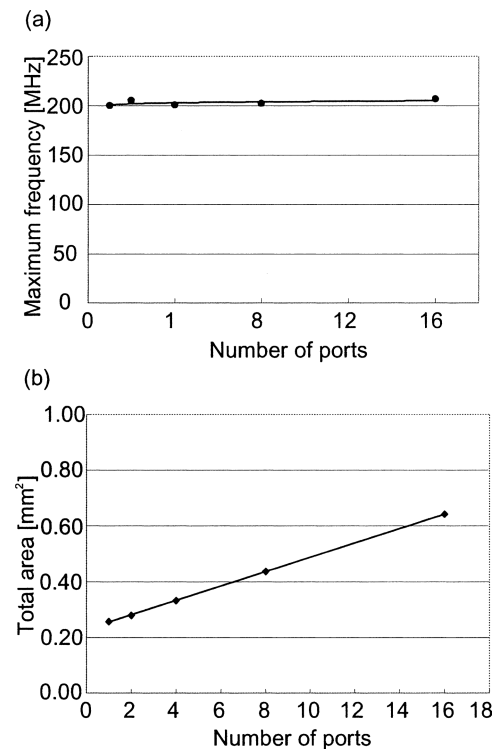 (a)
Maximum frequency [MHz]
250
200
150
100
50
0
0 1 8 12 16
Number of ports
(b)
Total area [mm²]
1.00
0.80
0.60
0.40
0.20
0.00
0 2 4 6 8 10 12 14 16 18
Number of ports